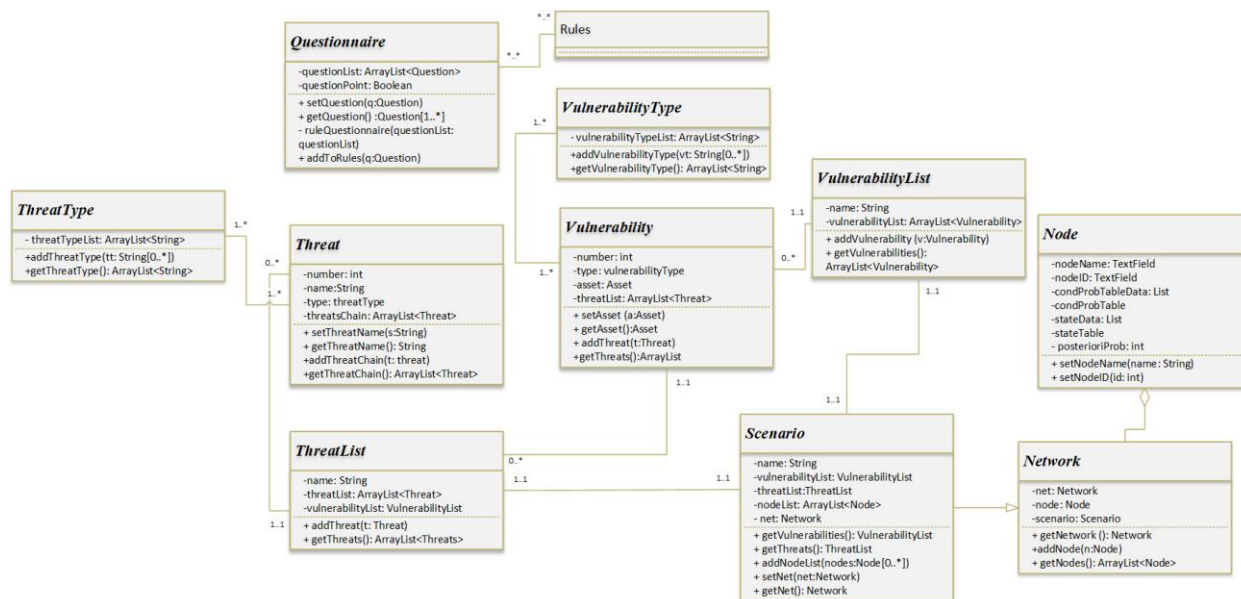 Questionnaire
-questionList: ArrayList<Question>
-questionPoint: Boolean
+ setQuestion(q:Question)
+ getQuestion() :Question[1..*]
- ruleQuestionnaire(questionList:
questionList)
+ addToRules(q:Question)
*..*
*..*
Rules
VulnerabilityType
- vulnerabilityTypeList: ArrayList<String>
+addVulnerabilityType(vt: String[0..*])
+getVulnerabilityType(): ArrayList<String>
1..*
1..*
ThreatType
- threatTypeList: ArrayList<String>
+addThreatType(tt: String[0..*])
+getThreatType(): ArrayList<String>
1..*
0..*
1..*
Threat
-number: int
-name:String
-type: threatType
-threatsChain: ArrayList<Threat>
+ setThreatName(s:String)
+ getThreatName(): String
+addThreatChain(t: threat)
+getThreatChain(): ArrayList<Threat>
Vulnerability
-number: int
-type: vulnerabilityType
-asset: Asset
-threatList: ArrayList<Threat>
+ setAsset (a:Asset)
+ getAsset():Asset
+ addThreat(t:Threat)
+getThreats():ArrayList
1..1
0..*
1..1
VulnerabilityList
-name: String
-vulnerabilityList: ArrayList<Vulnerability>
+ addVulnerability (v:Vulnerability)
+ getVulnerabilities():
ArrayList<Vulnerability>
1..1
1..1
Node
-nodeName: TextField
-nodeID: TextField
-condProbTableData: List
-condProbTable
-stateData: List
-stateTable
- posterioriProb: int
+ setNodeName(name: String)
+ setNodeID(id: int)
ThreatList
-name: String
-threatList: ArrayList<Threat>
-vulnerabilityList: VulnerabilityList
+ addThreat(t: Threat)
+ getThreats(): ArrayList<Threats>
1..1
0..*
1..1
1..1
Scenario
-name: String
-vulnerabilityList: VulnerabilityList
-threatList:ThreatList
-nodeList: ArrayList<Node>
- net: Network
+ getVulnerabilities(): VulnerabilityList
+ getThreats(): ThreatList
+ addNodeList(nodes:Node[0..*])
+ setNet(net:Network)
+ getNet(): Network
Network
-net: Network
-node: Node
-scenario: Scenario
+ getNetwork (): Network
+addNode(n:Node)
+ getNodes(): ArrayList<Node>